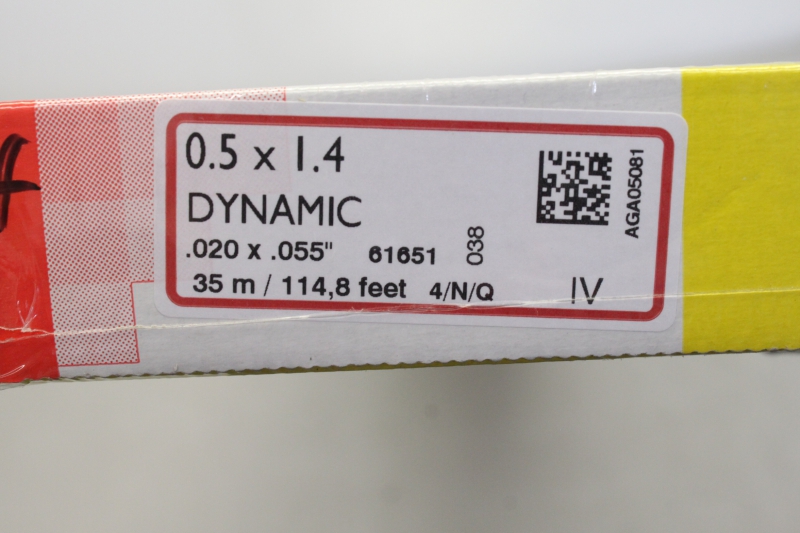 0.5 x 1.4
DYNAMIC
.020 x .055" 61651
038
35 m / 114,8 feet 4/N/Q
IV
AGA05081